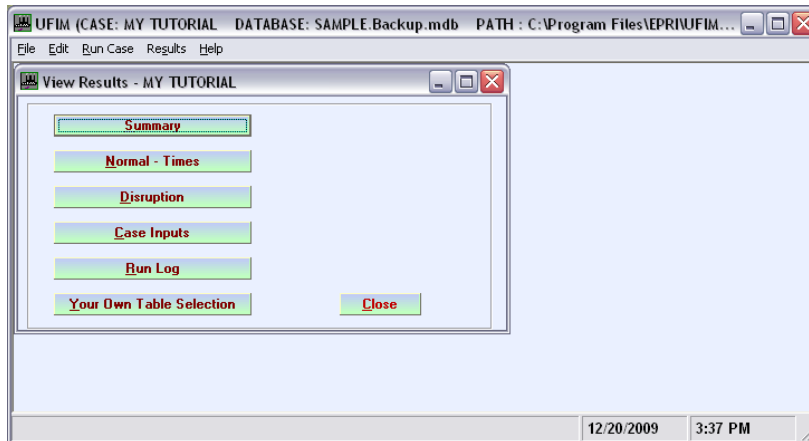 UFIM (CASE: MY TUTORIAL DATABASE: SAMPLE.Backup.mdb PATH : C:\Program Files\EPRI\UFIM...
File Edit Run Case Results Help
View Results - MY TUTORIAL
Summary
Normal - Times
Disruption
Case Inputs
Run Log
Your Own Table Selection Close
12/20/2009 3:37 PM